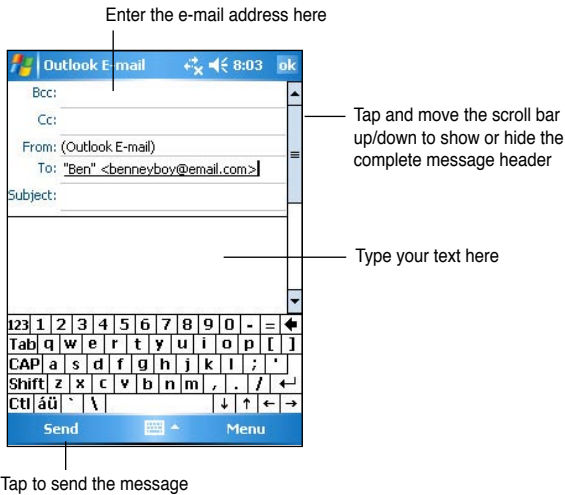 Enter the e-mail address here
Outlook E-mail 8:03 ok
Bcc:
Cc:
From: (Outlook E-mail)
To: "Ben" <benneyboy@email.com>
Subject:
Tap and move the scroll bar
up/down to show or hide the
complete message header
Type your text here
123 1 2 3 4 5 6 7 8 9 0 - =
Tab q w e r t y u i o p [ ]
CAP a s d f g h j k l ; '
Shift z x c v b n m , . /
Ctl áü ` \ ↓ ↑ ← →
Send Menu
Tap to send the message